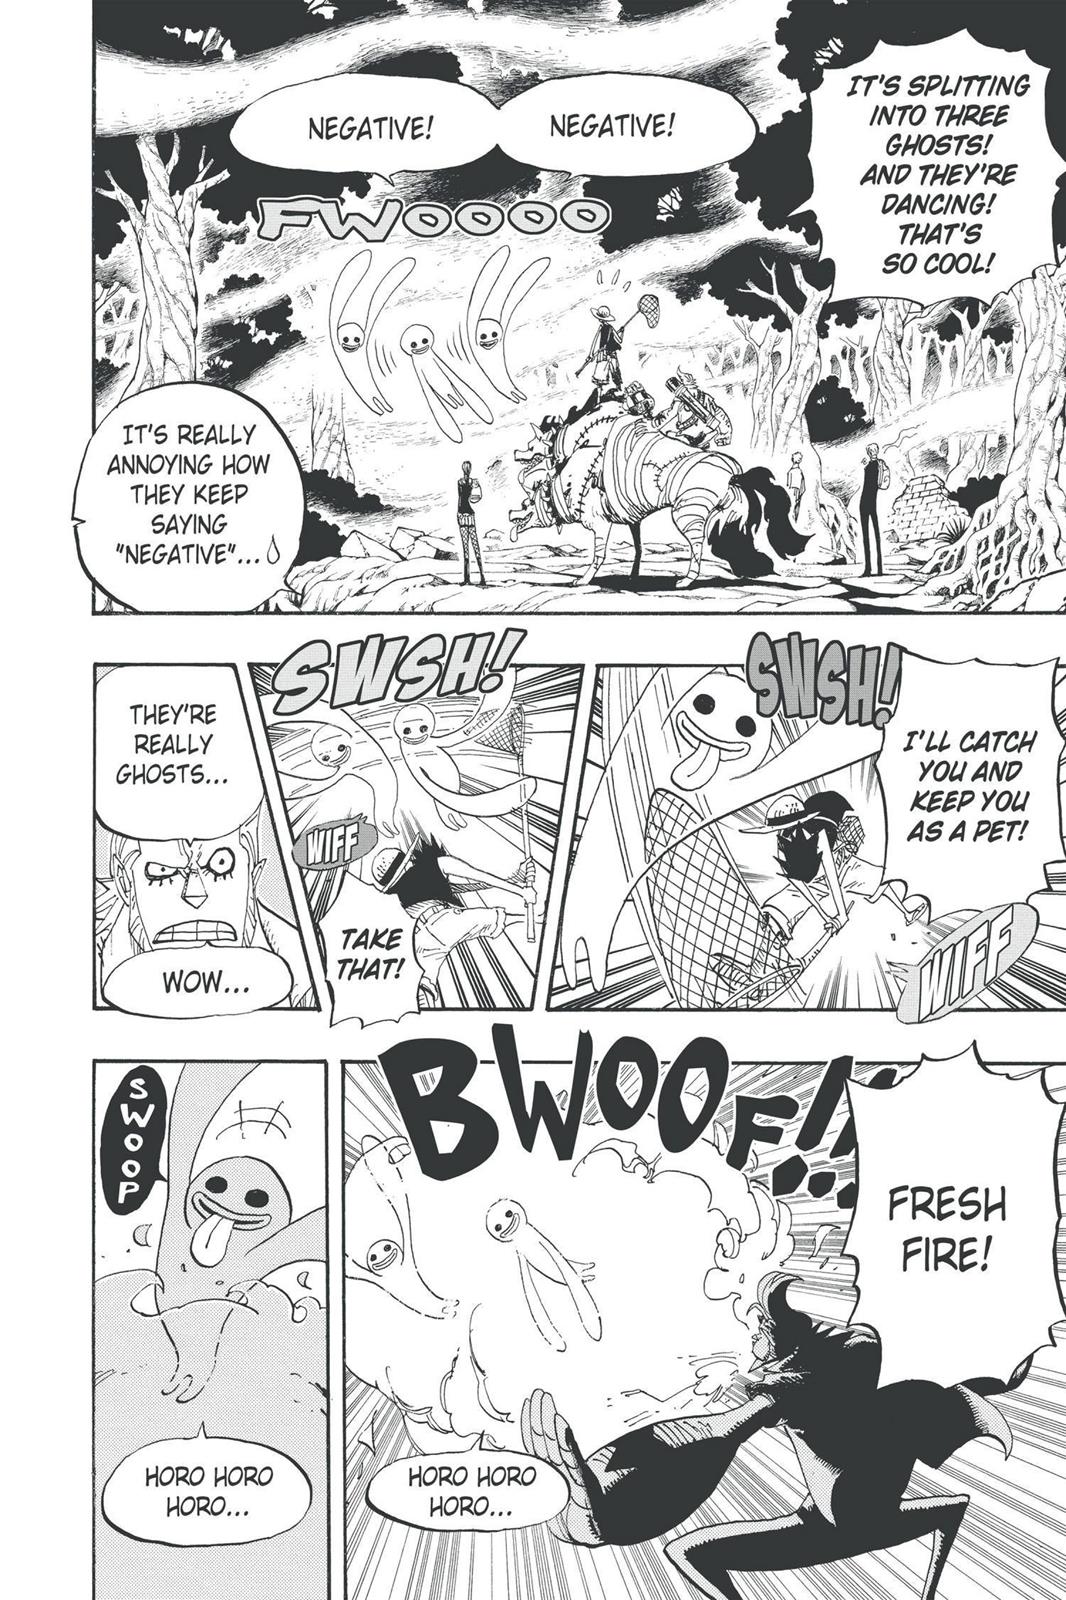 IT'S SPLITTING
INTO THREE
GHOSTS!
AND THEY'RE
DANCING!
THAT'S
SO COOL!
NEGATIVE!
NEGATIVE!
FWOOOO
IT'S REALLY
ANNOYING HOW
THEY KEEP
SAYING
"NEGATIVE"...
THEY'RE
REALLY
GHOSTS...
WOW...
SWSH!
WIFF
TAKE
THAT!
SWSH!
I'LL CATCH
YOU AND
KEEP YOU
AS A PET!
WIFF
SWOOP
HORO HORO
HORO...
BWOOF!!
FRESH
FIRE!
HORO HORO
HORO...